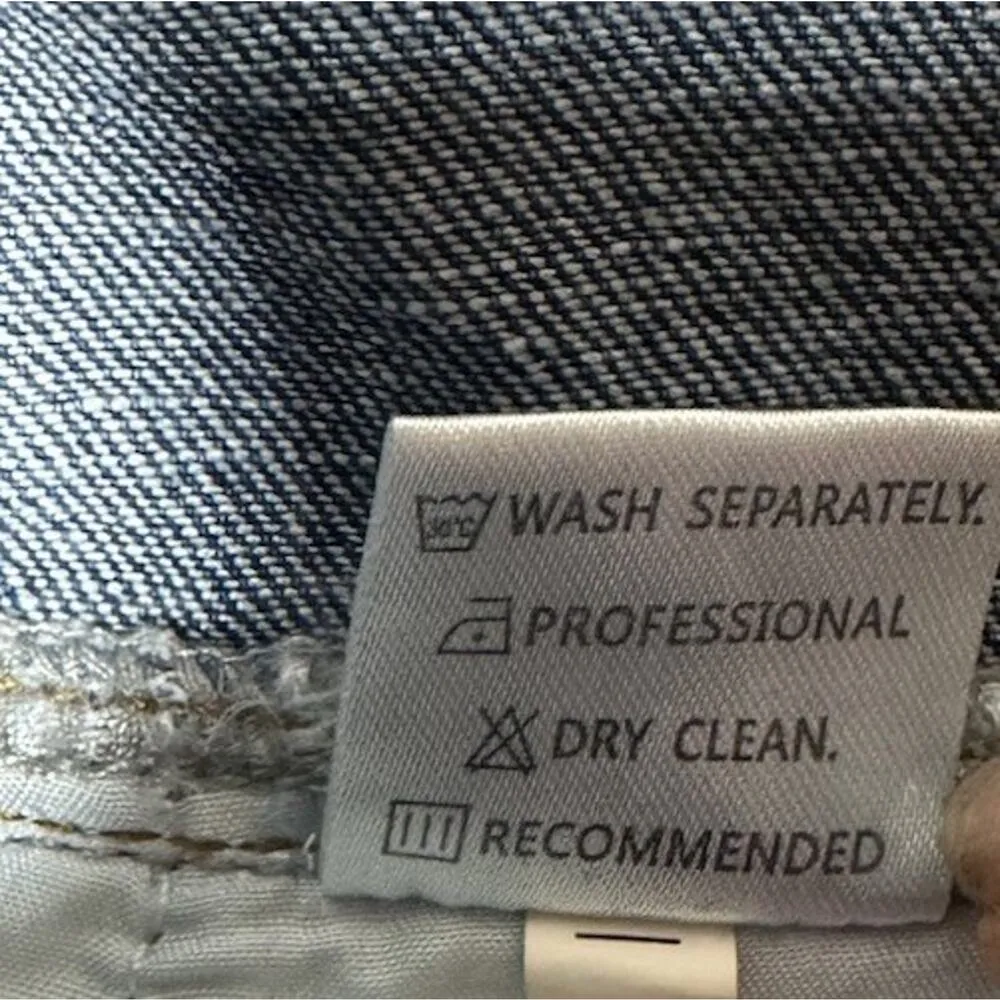 WASH SEPARATELY.
PROFESSIONAL
DRY CLEAN.
RECOMMENDED